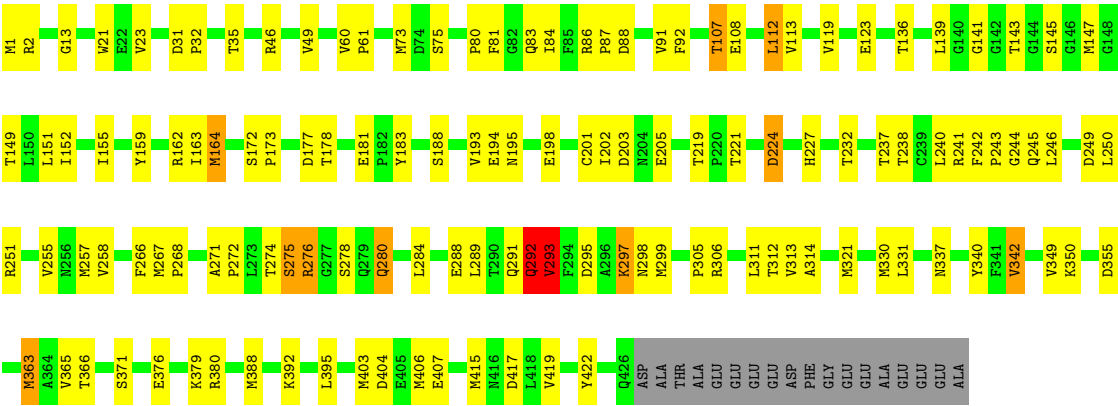 M1 R2 G13 W21 E22 V23 D31 P32 T35 R46 V49 V60 P61 M73 D74 S75 P80 F81 G82 Q83 I84 F85 R86 P87 D88 V91 F92 T107 E108 L112 V113 V119 E123 T136 L139 G140 G141 G142 T143 G144 S145 G146 M147 G148
T149 L150 L151 I152 I155 Y159 R162 I163 M164 S172 P173 D177 T178 E181 P182 Y183 S188 V193 E194 N195 E198 C201 I202 D203 N204 E205 T219 P220 T221 D224 H227 T232 T237 T238 C239 L240 R241 F242 P243 G244 Q245 L246 D249 L250
R251 V255 N256 M257 V258 F266 M267 P268 A271 P272 L273 T274 S275 R276 G277 S278 Q279 Q280 L284 E288 L289 T290 Q291 Q292 V293 F294 D295 A296 K297 N298 M299 P305 R306 L311 T312 V313 A314 M321 M330 L331 N337 Y340 F341 V342 V349 K350 D355
M363 A364 V365 T366 S371 E376 K379 R380 M388 K392 L395 M403 D404 E405 M406 E407 M415 N416 D417 L418 V419 Y422 Q426 ASP ALA THR ALA GLU GLU GLU GLU ASP PHE GLY GLU GLU ALA GLU GLU GLU ALA